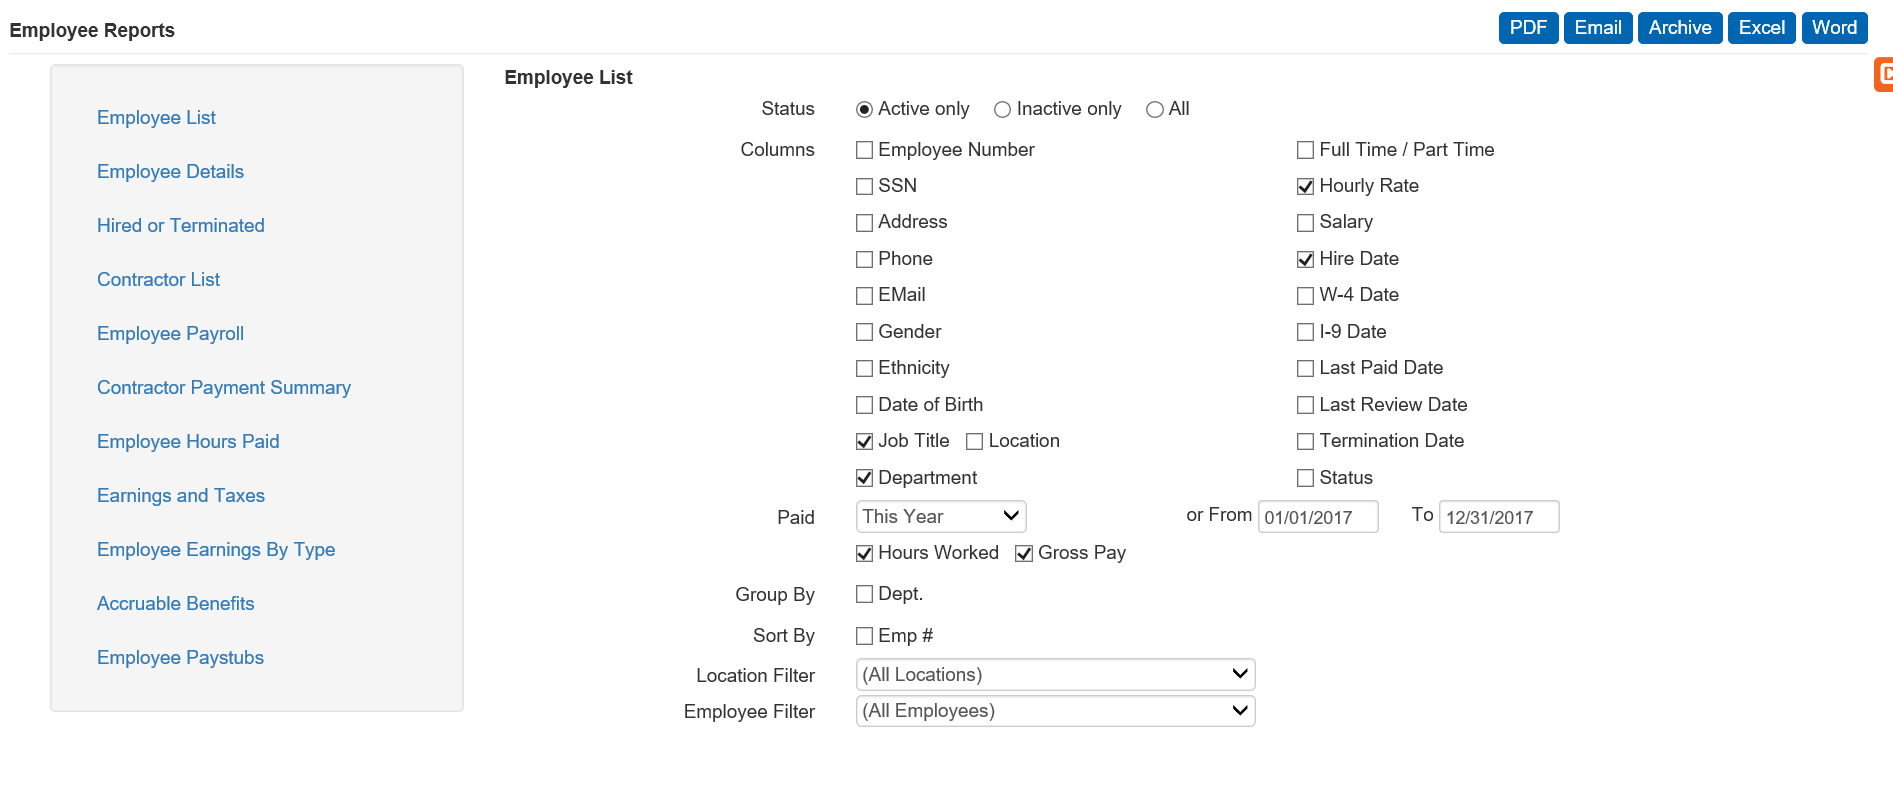 Employee Reports
PDF Email Archive Excel Word
Employee List
Employee Details
Hired or Terminated
Contractor List
Employee Payroll
Contractor Payment Summary
Employee Hours Paid
Earnings and Taxes
Employee Earnings By Type
Accruable Benefits
Employee Paystubs
Employee List
Status Active only Inactive only All
Columns Employee Number Full Time / Part Time
SSN Hourly Rate
Address Salary
Phone Hire Date
EMail W-4 Date
Gender I-9 Date
Ethnicity Last Paid Date
Date of Birth Last Review Date
Job Title Location Termination Date
Department Status
Paid This Year or From 01/01/2017 To 12/31/2017
Hours Worked Gross Pay
Group By Dept.
Sort By Emp #
Location Filter (All Locations)
Employee Filter (All Employees)